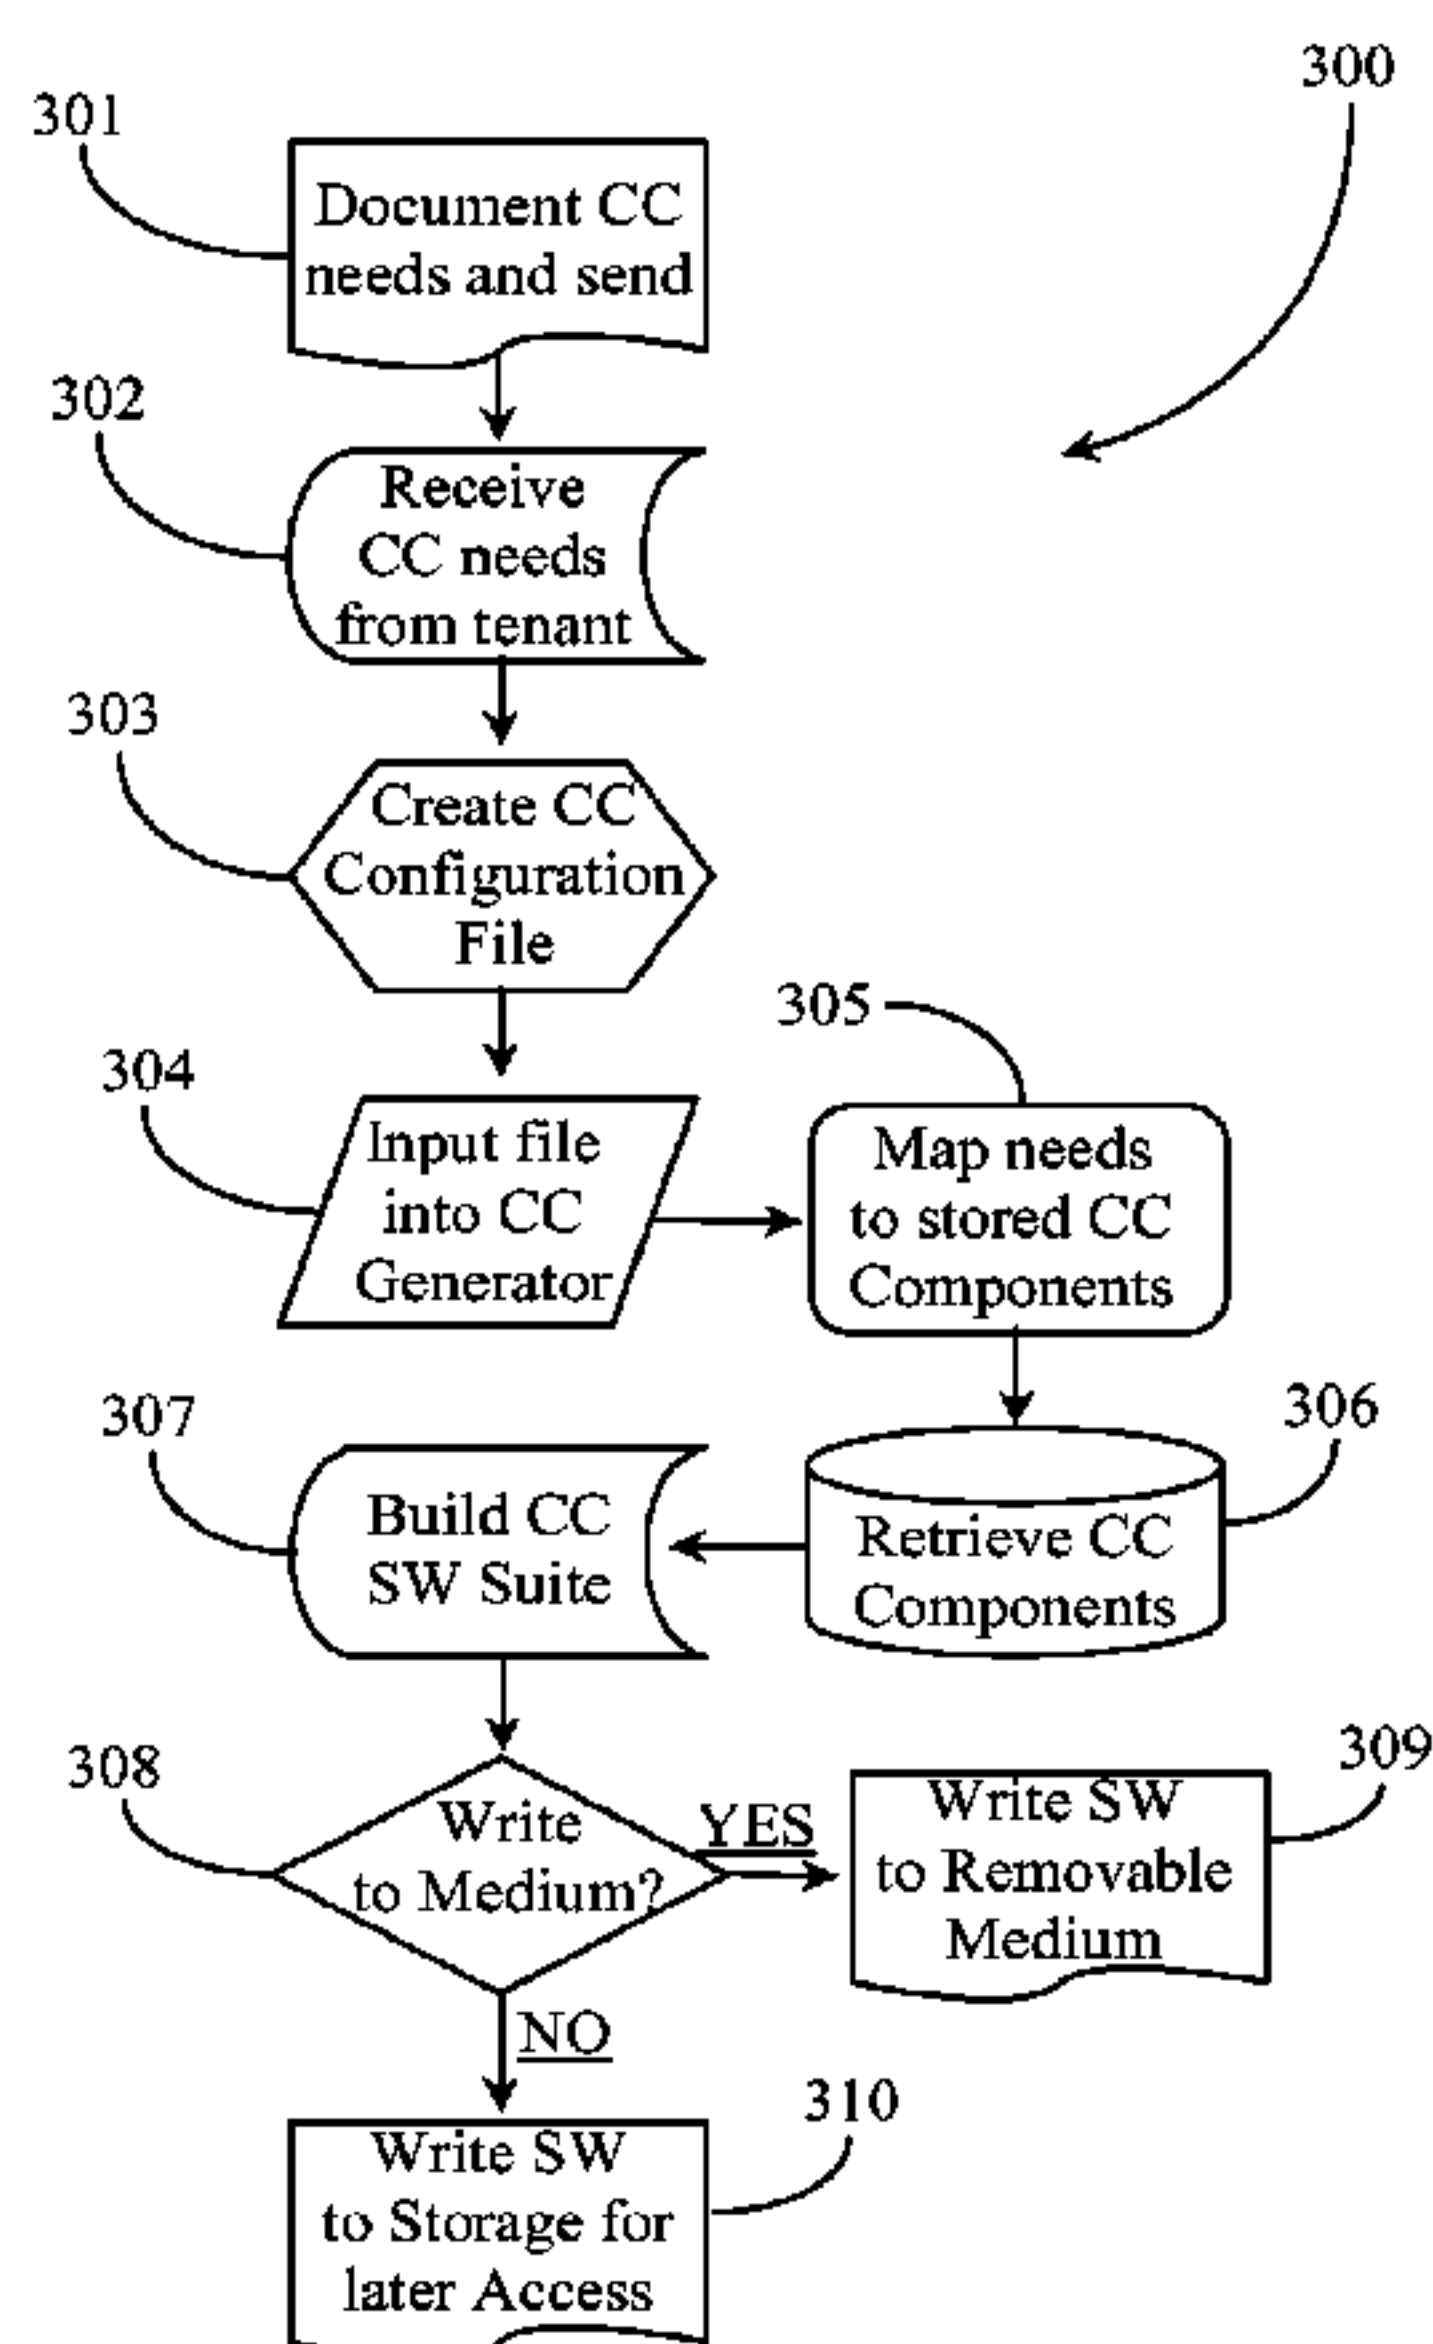 300
301
Document CC
needs and send
302
Receive
CC needs
from tenant
303
Create CC
Configuration
File
304
Input file
into CC
Generator
305
Map needs
to stored CC
Components
306
Retrieve CC
Components
307
Build CC
SW Suite
308
Write
to Medium?
YES
309
Write SW
to Removable
Medium
NO
310
Write SW
to Storage for
later Access